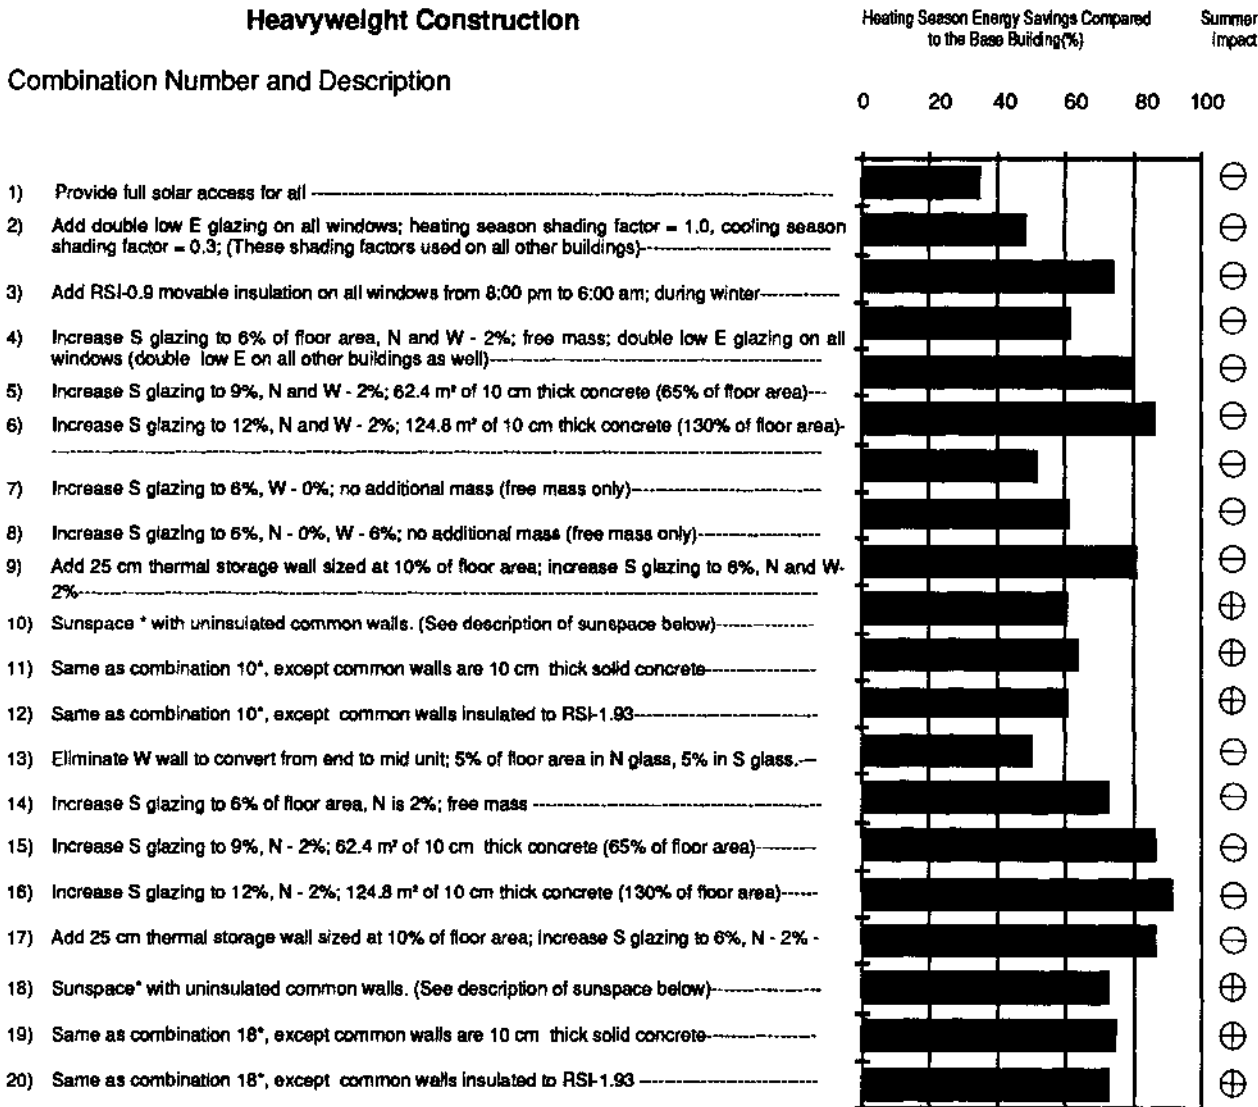 Heavyweight Construction
Heating Season Energy Savings Compared
to the Base Building(%)
Summer
Impact
Combination Number and Description
0 20 40 60 80 100
1) Provide full solar access for all
2) Add double low E glazing on all windows; heating season shading factor = 1.0, cooling season
shading factor = 0.3; (These shading factors used on all other buildings)
3) Add RSI-0.9 movable insulation on all windows from 8:00 pm to 6:00 am; during winter
4) Increase S glazing to 6% of floor area, N and W - 2%; free mass; double low E glazing on all
windows (double low E on all other buildings as well)
5) Increase S glazing to 9%, N and W - 2%; 62.4 m² of 10 cm thick concrete (65% of floor area)
6) Increase S glazing to 12%, N and W - 2%; 124.8 m² of 10 cm thick concrete (130% of floor area)
7) Increase S glazing to 6%, W - 0%; no additional mass (free mass only)
8) Increase S glazing to 6%, N - 0%, W - 6%; no additional mass (free mass only)
9) Add 25 cm thermal storage wall sized at 10% of floor area; increase S glazing to 6%, N and W-
2%
10) Sunspace * with uninsulated common walls. (See description of sunspace below)
11) Same as combination 10*, except common walls are 10 cm thick solid concrete
12) Same as combination 10*, except common walls insulated to RSI-1.93
13) Eliminate W wall to convert from end to mid unit; 5% of floor area in N glass, 5% in S glass.
14) Increase S glazing to 6% of floor area, N is 2%; free mass
15) Increase S glazing to 9%, N - 2%; 62.4 m² of 10 cm thick concrete (65% of floor area)
16) Increase S glazing to 12%, N - 2%; 124.8 m² of 10 cm thick concrete (130% of floor area)
17) Add 25 cm thermal storage wall sized at 10% of floor area; increase S glazing to 6%, N - 2% -
18) Sunspace* with uninsulated common walls. (See description of sunspace below)
19) Same as combination 18*, except common walls are 10 cm thick solid concrete
20) Same as combination 18*, except common walls insulated to RSI-1.93